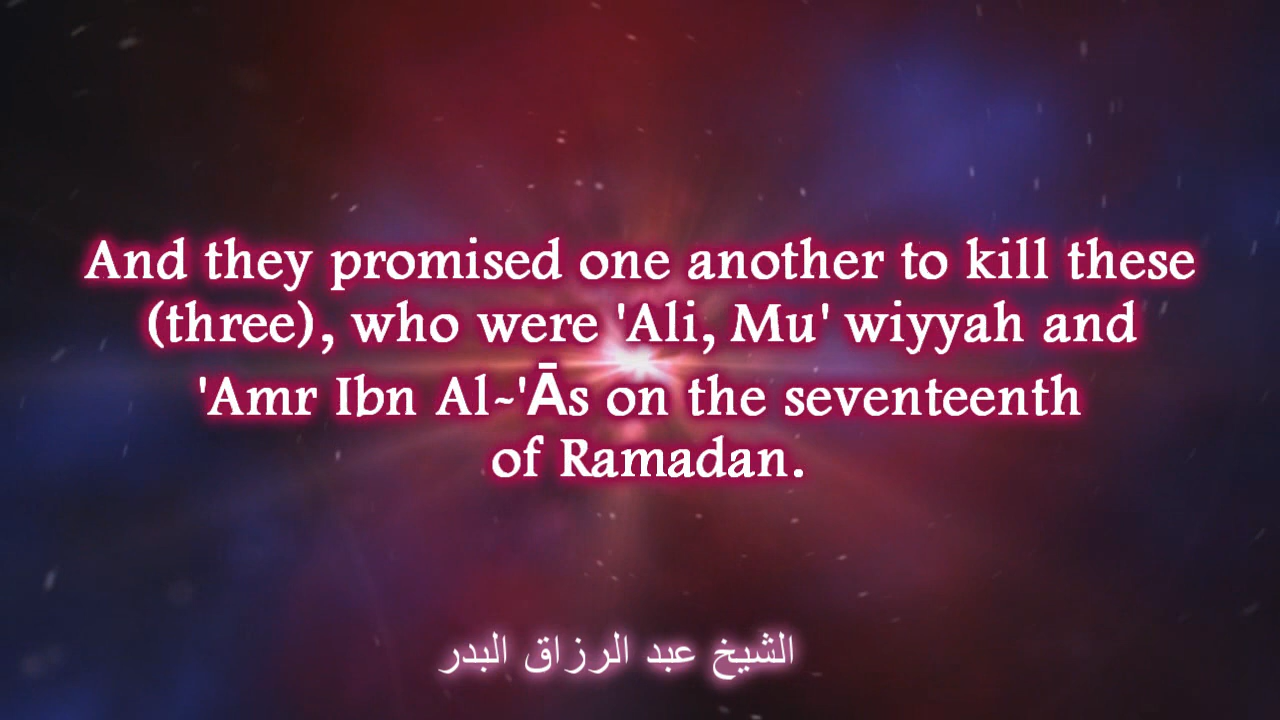 And they promised one another to kill these
(three), who were 'Ali, Mu' wiyyah and
'Amr Ibn Al-'Ās on the seventeenth
of Ramadan.
الشيخ عبد الرزاق البدر